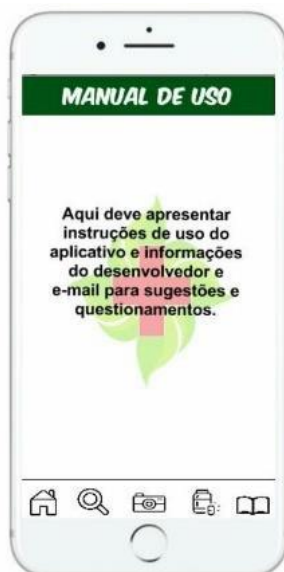 MANUAL DE USO
Aqui deve apresentar
instruções de uso do
aplicativo e informações
do desenvolvedor e
e-mail para sugestões e
questionamentos.